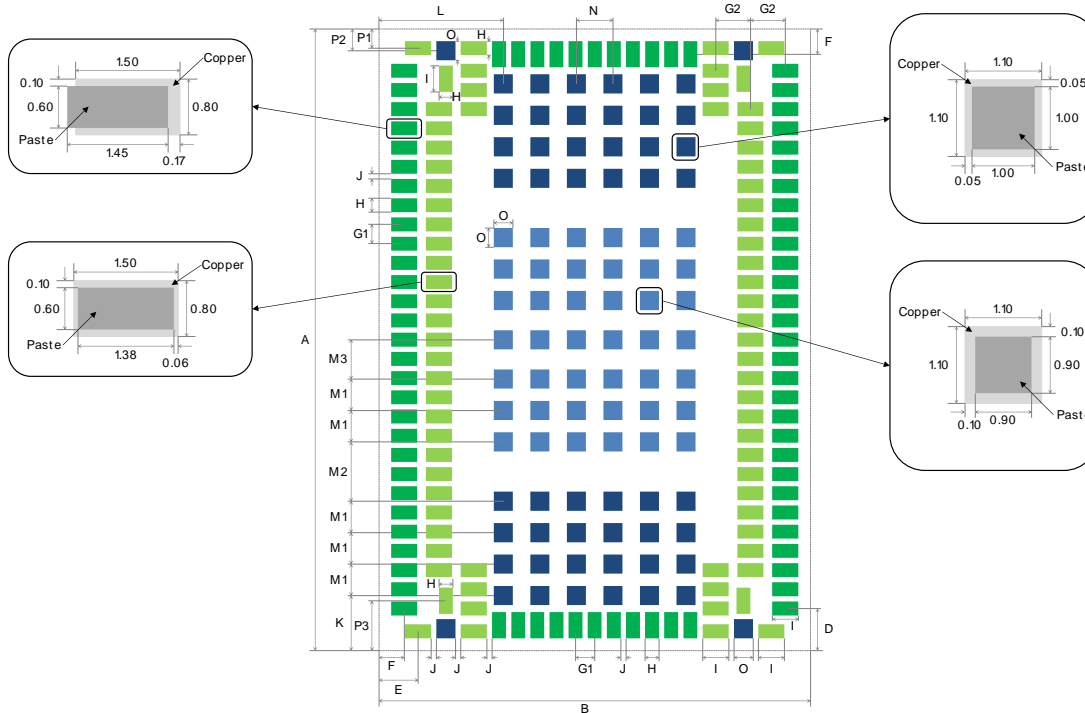 L
N
G2
G2
P2
P1
O
H
F
I
H
1.50
Copper
0.10
0.60
0.80
Paste
1.45
0.17
1.10
Copper
0.05
1.10
1.00
Paste
0.05
1.00
J
H
G1
O
O
1.50
Copper
0.10
0.60
0.80
Paste
1.38
0.06
1.10
Copper
0.10
1.10
0.90
Paste
0.10
0.90
A
M3
M1
M1
M2
M1
M1
M1
H
K
P3
I
D
F
J
J
J
G1
J
H
I
O
I
E
B